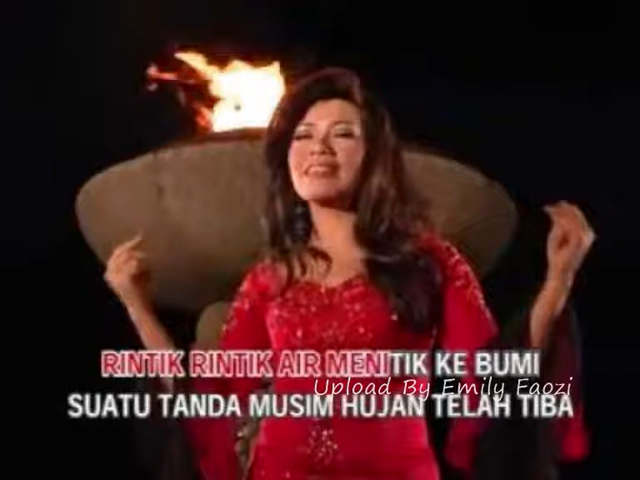 RINTIK RINTIK AIR MENITIK KE BUMI
Upload By Emily Faozi
SUATU TANDA MUSIM HUJAN TELAH TIBA